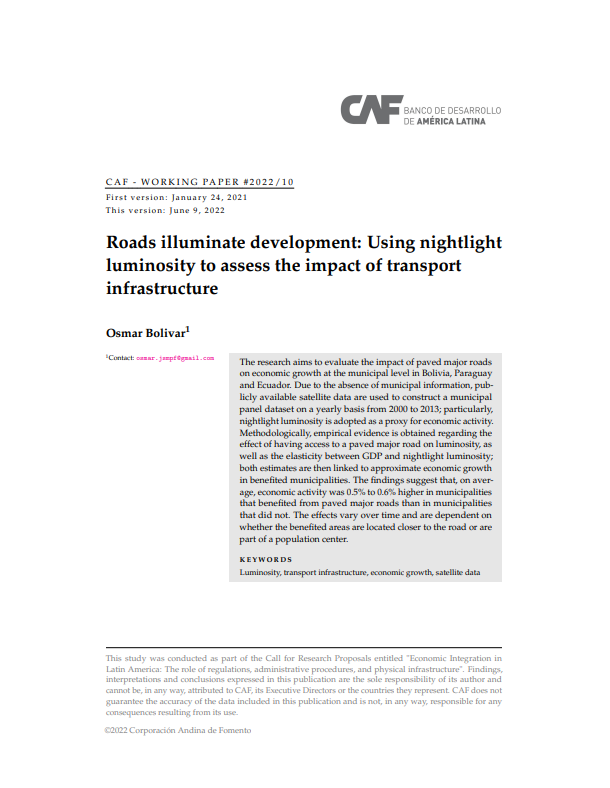 CAF BANCO DE DESARROLLO
DE AMÉRICA LATINA
CAF - WORKING PAPER #2022/10
First version: January 24, 2021
This version: June 9, 2022
Roads illuminate development: Using nightlight
luminosity to assess the impact of transport
infrastructure
Osmar Bolivar1
1Contact: osmar.jsmpf@gmail.com
The research aims to evaluate the impact of paved major roads
on economic growth at the municipal level in Bolivia, Paraguay
and Ecuador. Due to the absence of municipal information, pub-
licly available satellite data are used to construct a municipal
panel dataset on a yearly basis from 2000 to 2013; particularly,
nightlight luminosity is adopted as a proxy for economic activity.
Methodologically, empirical evidence is obtained regarding the
effect of having access to a paved major road on luminosity, as
well as the elasticity between GDP and nightlight luminosity;
both estimates are then linked to approximate economic growth
in benefited municipalities. The findings suggest that, on aver-
age, economic activity was 0.5% to 0.6% higher in municipalities
that benefited from paved major roads than in municipalities
that did not. The effects vary over time and are dependent on
whether the benefited areas are located closer to the road or are
part of a population center.
KEYWORDS
Luminosity, transport infrastructure, economic growth, satellite data
This study was conducted as part of the Call for Research Proposals entitled "Economic Integration in
Latin America: The role of regulations, administrative procedures, and physical infrastructure". Findings,
interpretations and conclusions expressed in this publication are the sole responsibility of its author and
cannot be, in any way, attributed to CAF, its Executive Directors or the countries they represent. CAF does not
guarantee the accuracy of the data included in this publication and is not, in any way, responsible for any
consequences resulting from its use.
©2022 Corporación Andina de Fomento